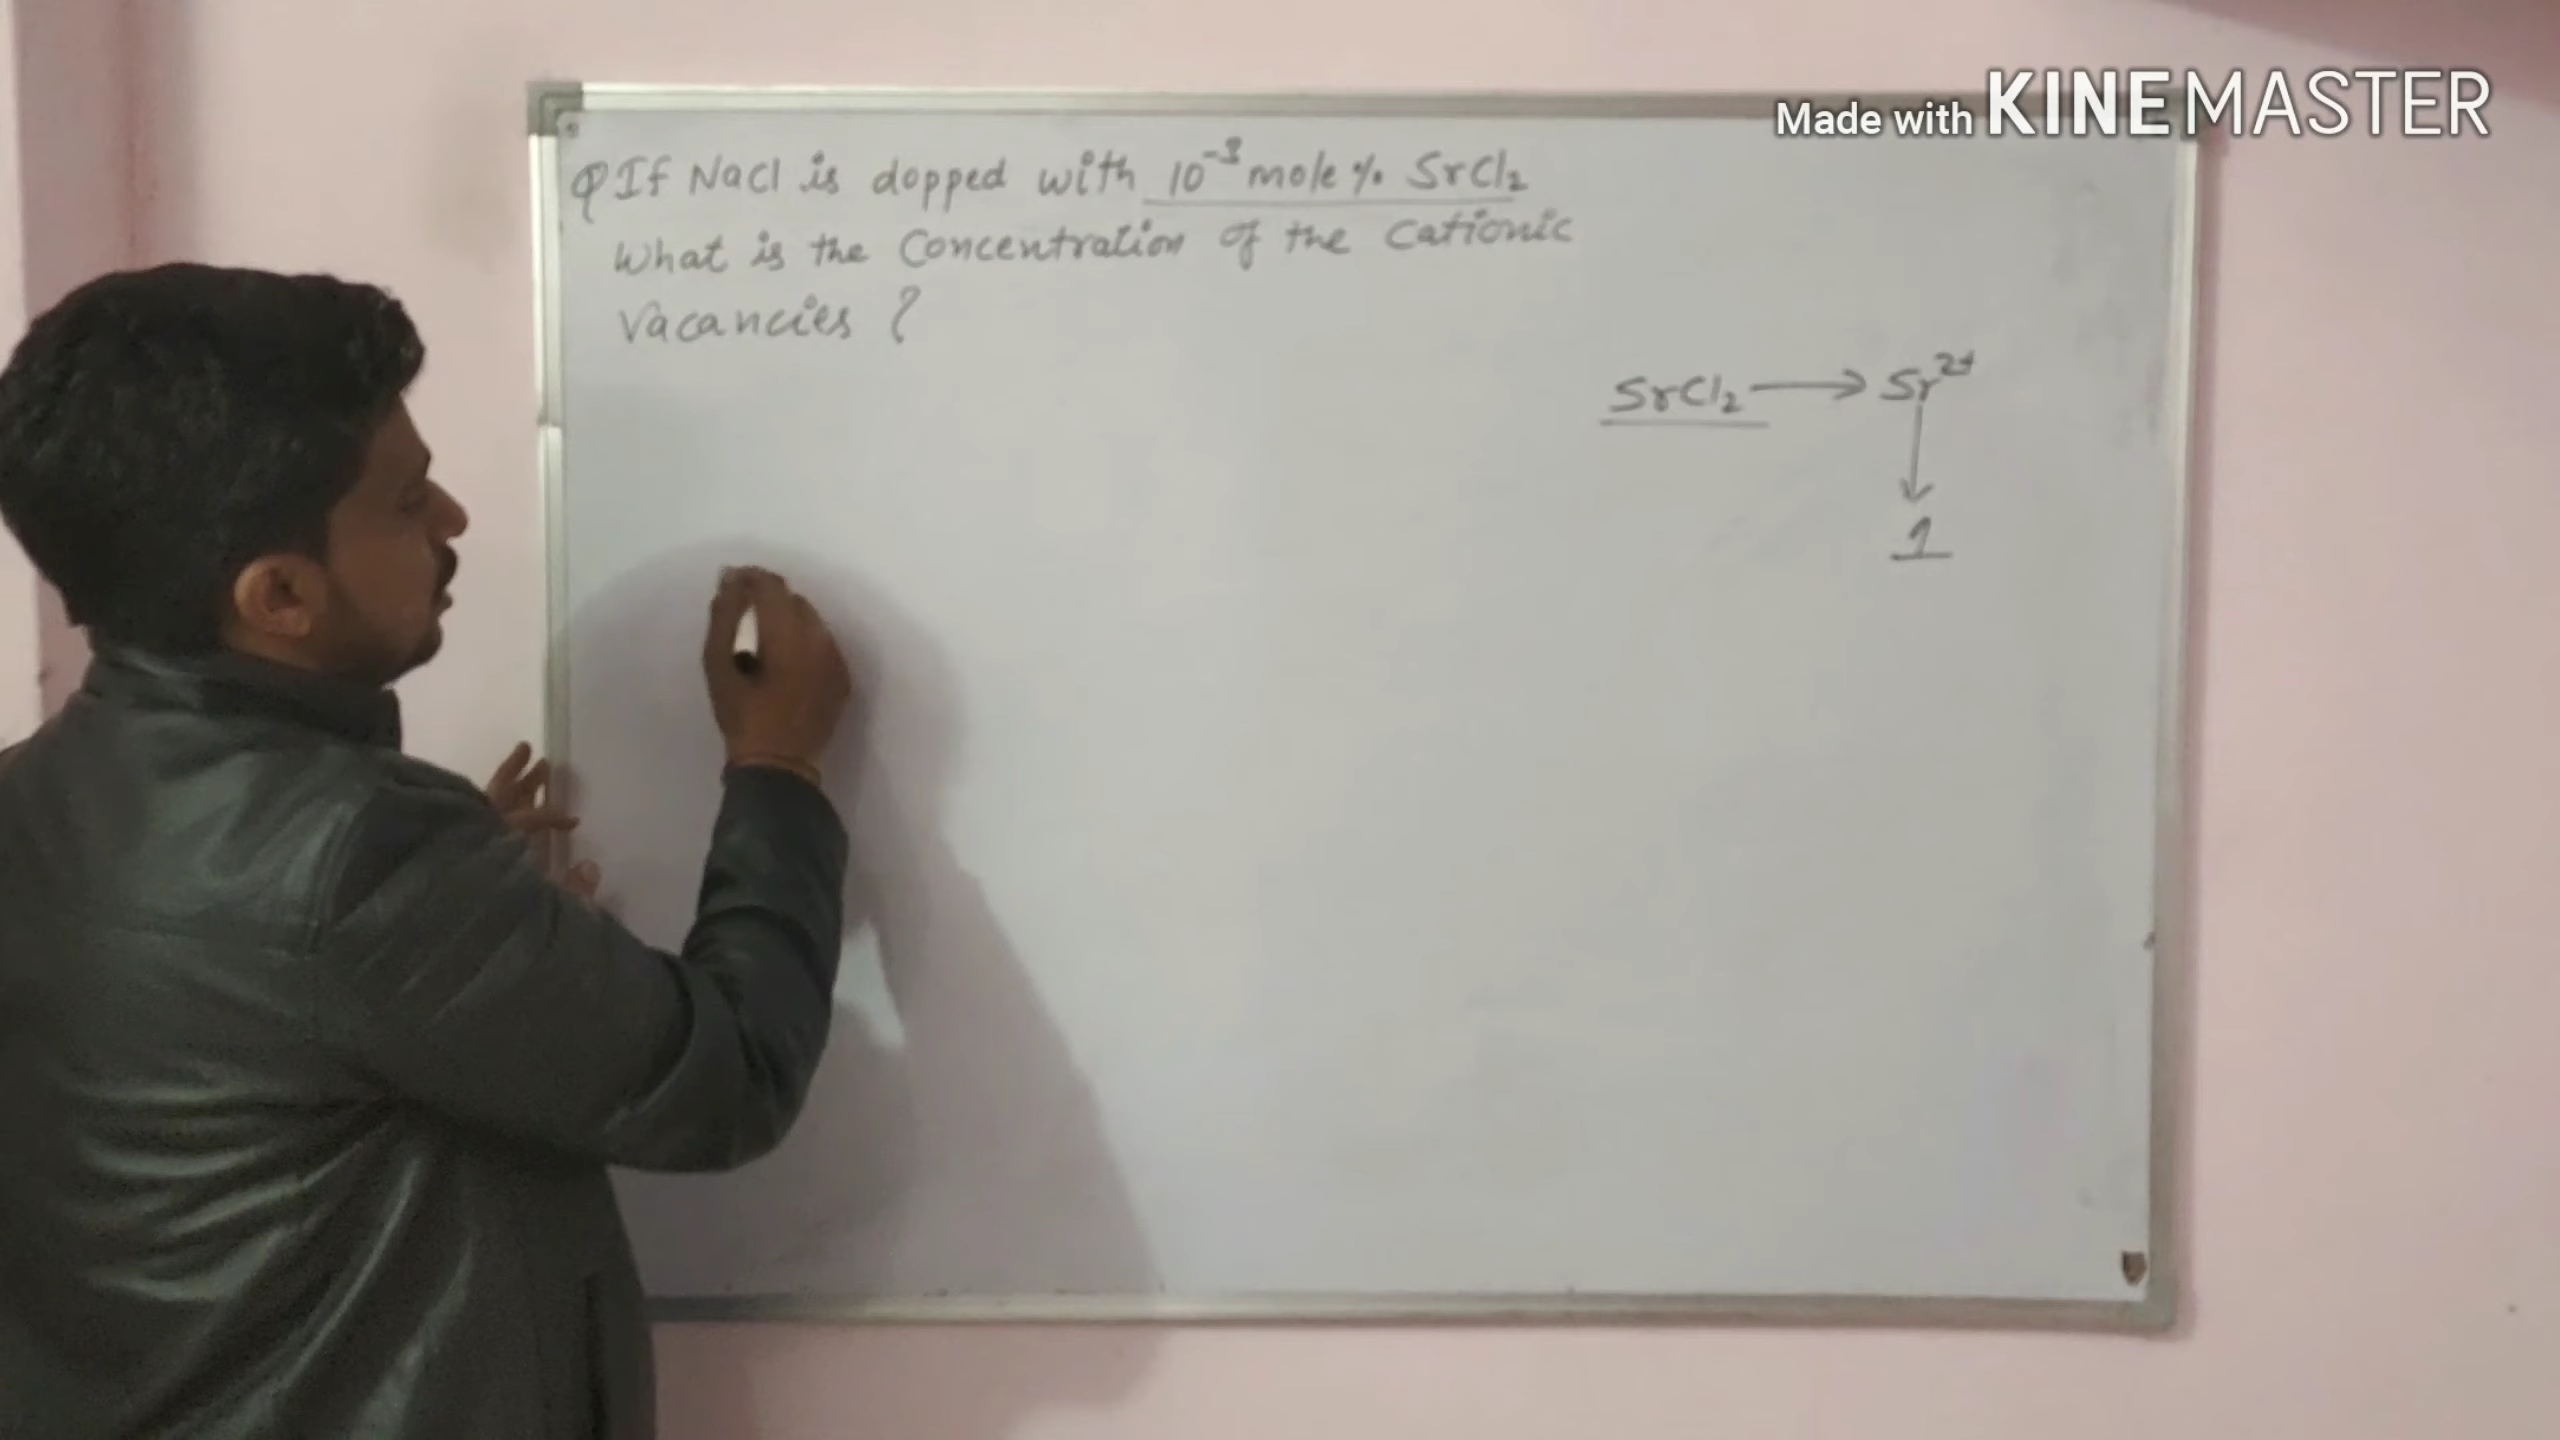 Made with KINEMASTER
Q If NaCl is dopped with 10⁻³ mole % SrCl₂
What is the Concentration of the Cationic
Vacancies ?
SrCl₂ → Sr²⁺
↓
1